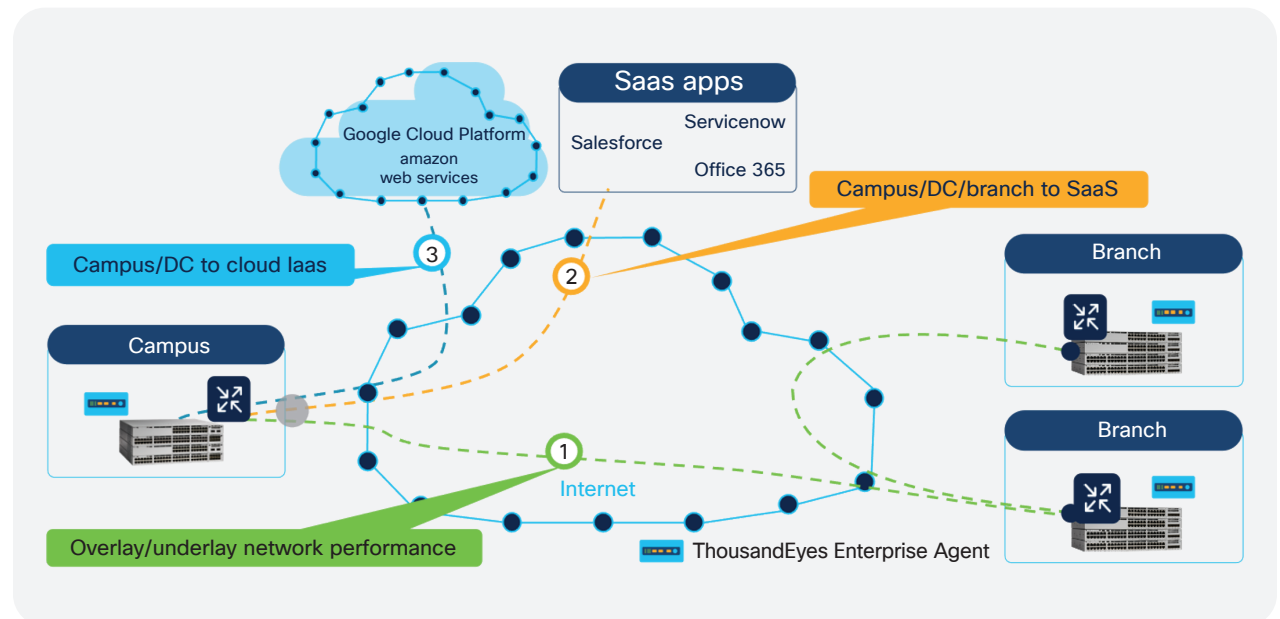 Saas apps
Servicenow
Salesforce
Office 365
Google Cloud Platform
amazon
web services
Campus/DC/branch to SaaS
3
2
Campus/DC to cloud Iaas
Branch
Campus
Branch
1
Internet
Overlay/underlay network performance
ThousandEyes Enterprise Agent